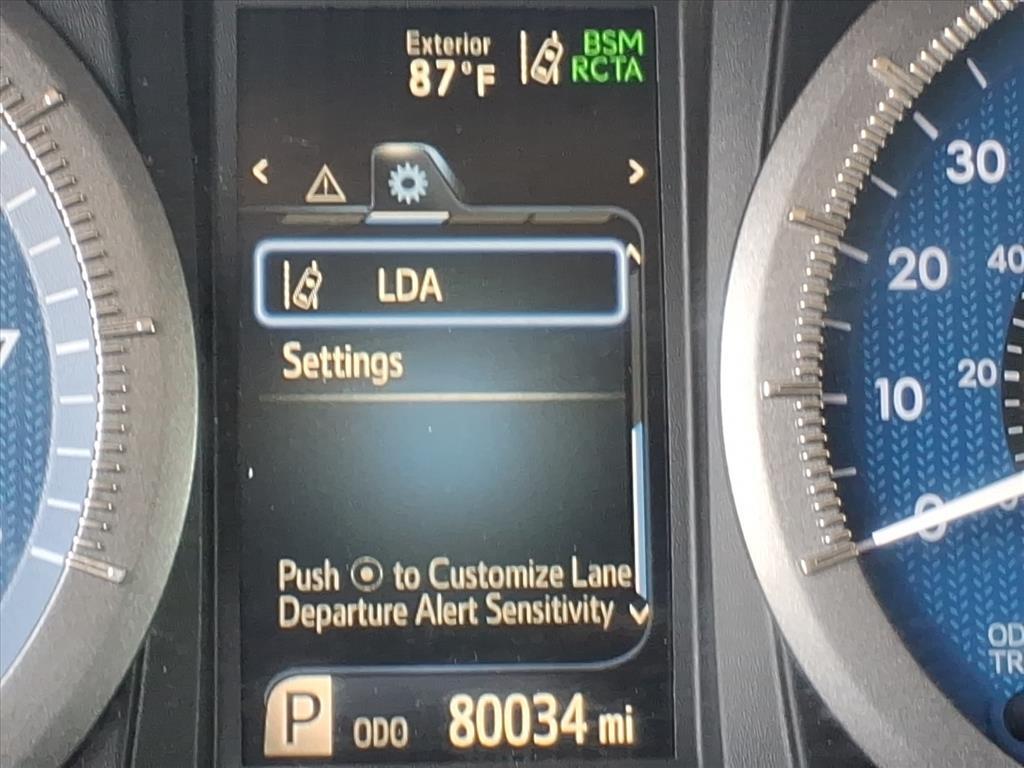 Exterior
87°F
BSM
RCTA
LDA
Settings
Push to Customize Lane
Departure Alert Sensitivity
P ODO 80034 mi
30
20
10
0
40
20